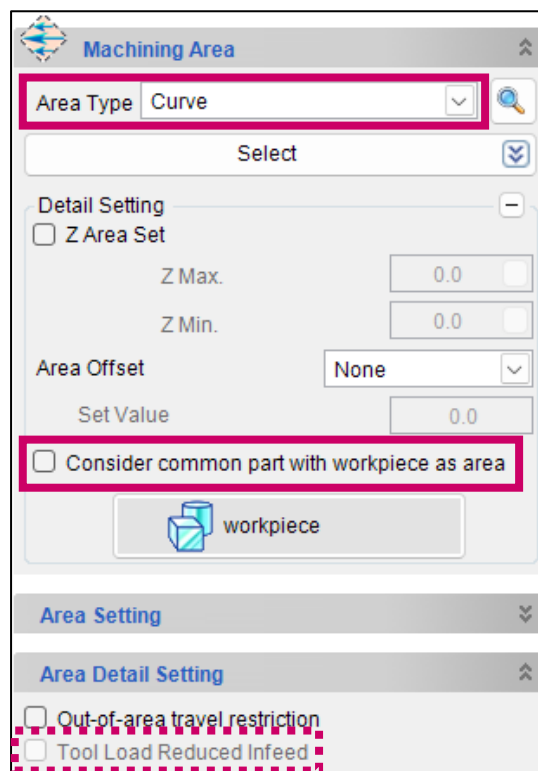 Machining Area
Area Type Curve
Select
Detail Setting
Z Area Set
Z Max. 0.0
Z Min. 0.0
Area Offset None
Set Value 0.0
Consider common part with workpiece as area
workpiece
Area Setting
Area Detail Setting
Out-of-area travel restriction
Tool Load Reduced Infeed